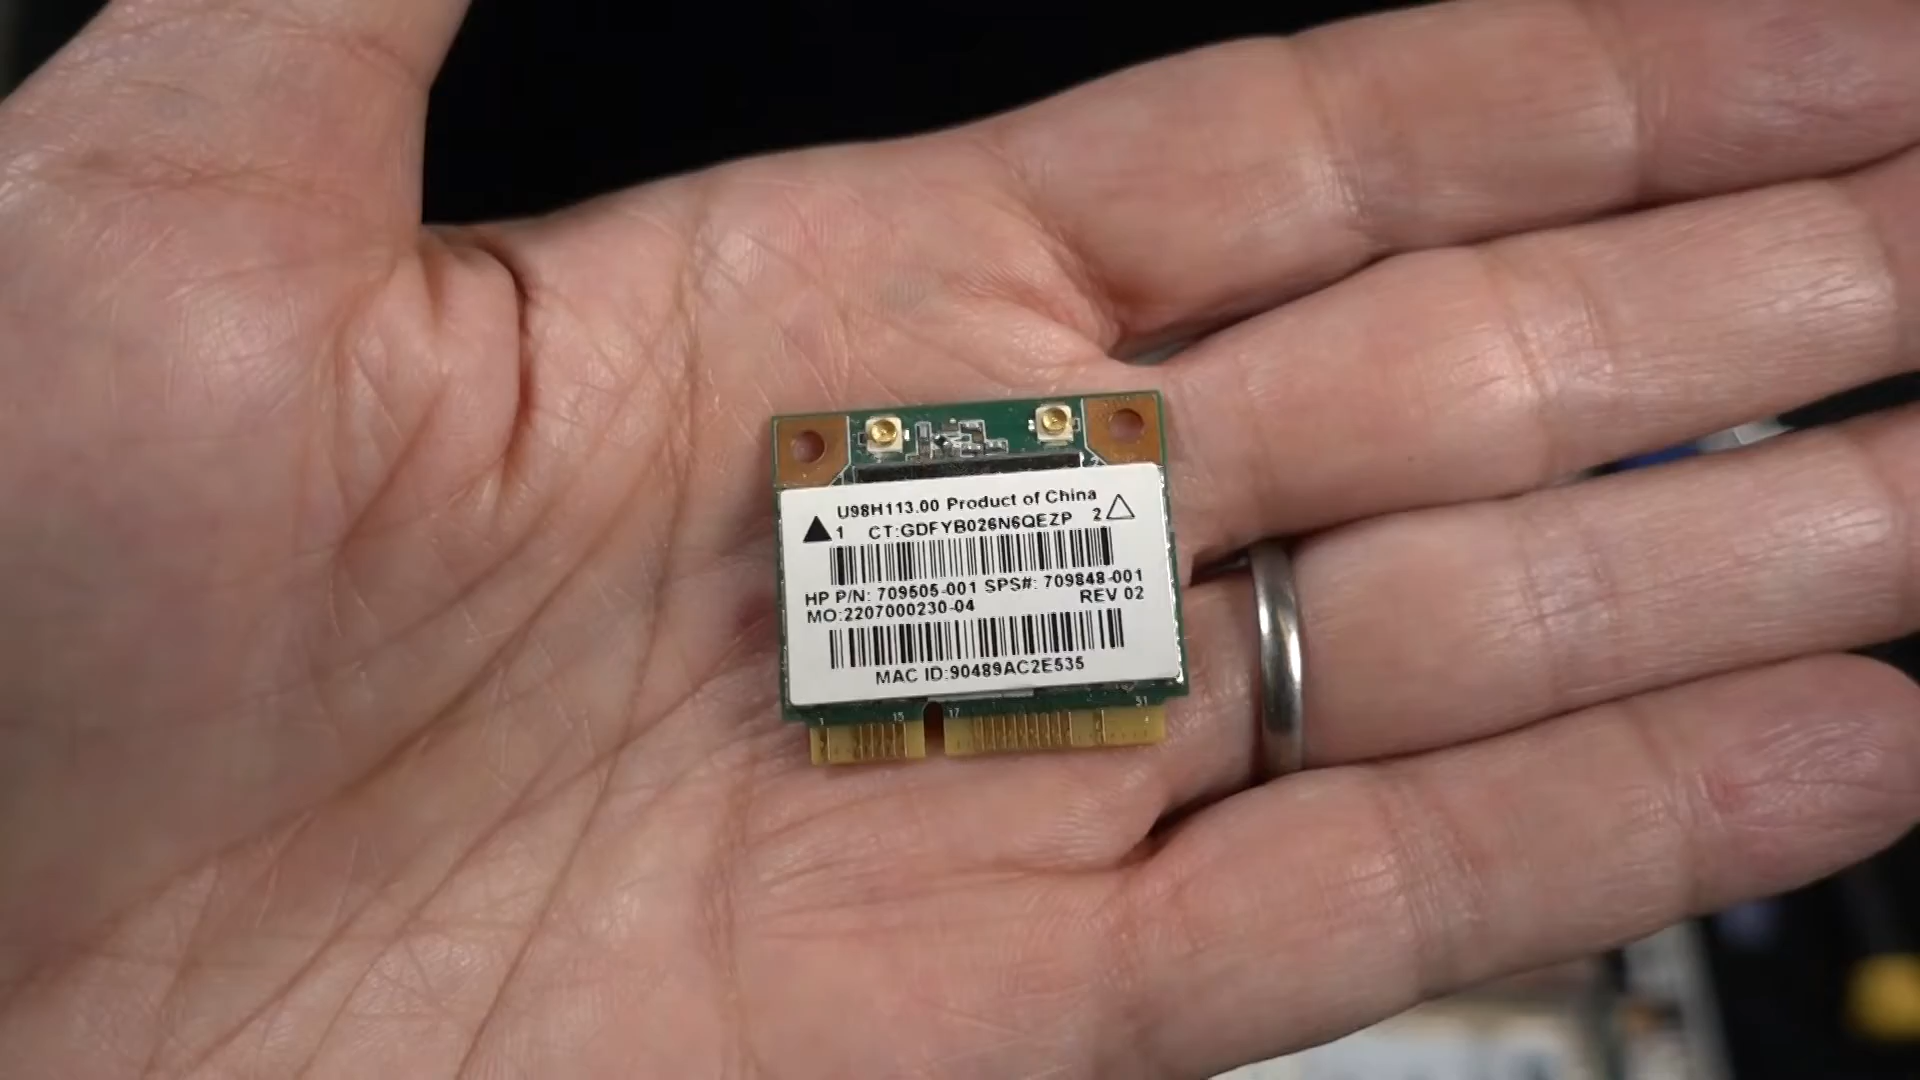 U98H113.00 Product of China
1 CT:GDFYB026N6QEZP 2
HP P/N: 709505-001 SPS#: 709848-001
MO:2207000230-04 REV 02
MAC ID:90489AC2E535
1 15 17 51